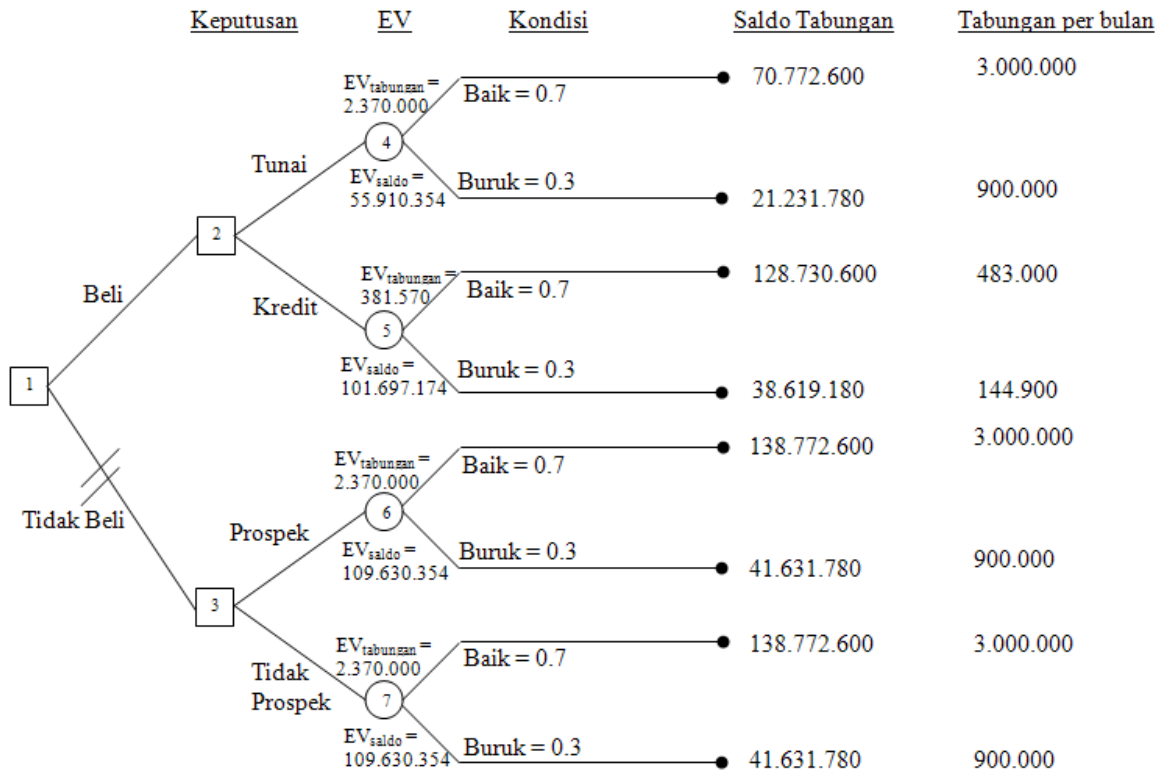 Keputusan EV Kondisi Saldo Tabungan Tabungan per bulan
EVtabungan =
2.370.000
Baik = 0.7
70.772.600 3.000.000
4
Tunai
EVsaldo =
55.910.354
Buruk = 0.3
21.231.780 900.000
2
Beli
EVtabungan =
381.570
Baik = 0.7
128.730.600 483.000
Kredit
5
EVsaldo =
101.697.174
Buruk = 0.3
38.619.180 144.900
1
Tidak Beli
EVtabungan =
2.370.000
Baik = 0.7
138.772.600 3.000.000
6
Prospek
EVsaldo =
109.630.354
Buruk = 0.3
41.631.780 900.000
3
EVtabungan =
2.370.000
Baik = 0.7
138.772.600 3.000.000
Tidak
Prospek
7
EVsaldo =
109.630.354
Buruk = 0.3
41.631.780 900.000